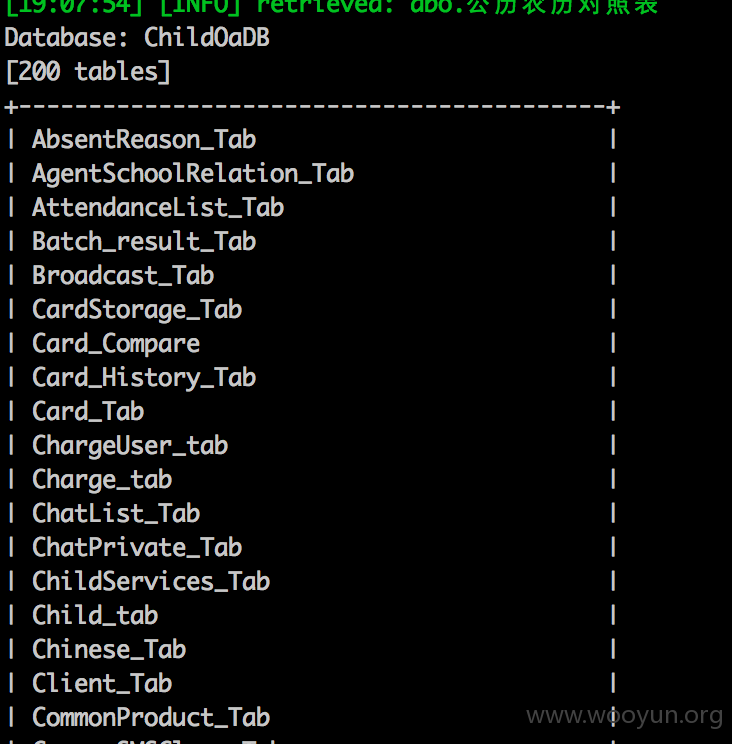 [19:07:54] [INFO] retrieved: dbo.公历农历对照表
Database: ChildOaDB
[200 tables]
+------------------------------------------+
| AbsentReason_Tab |
| AgentSchoolRelation_Tab |
| AttendanceList_Tab |
| Batch_result_Tab |
| Broadcast_Tab |
| CardStorage_Tab |
| Card_Compare |
| Card_History_Tab |
| Card_Tab |
| ChargeUser_tab |
| Charge_tab |
| ChatList_Tab |
| ChatPrivate_Tab |
| ChildServices_Tab |
| Child_tab |
| Chinese_Tab |
| Client_Tab |
| CommonProduct_Tab |
www.wooyun.org